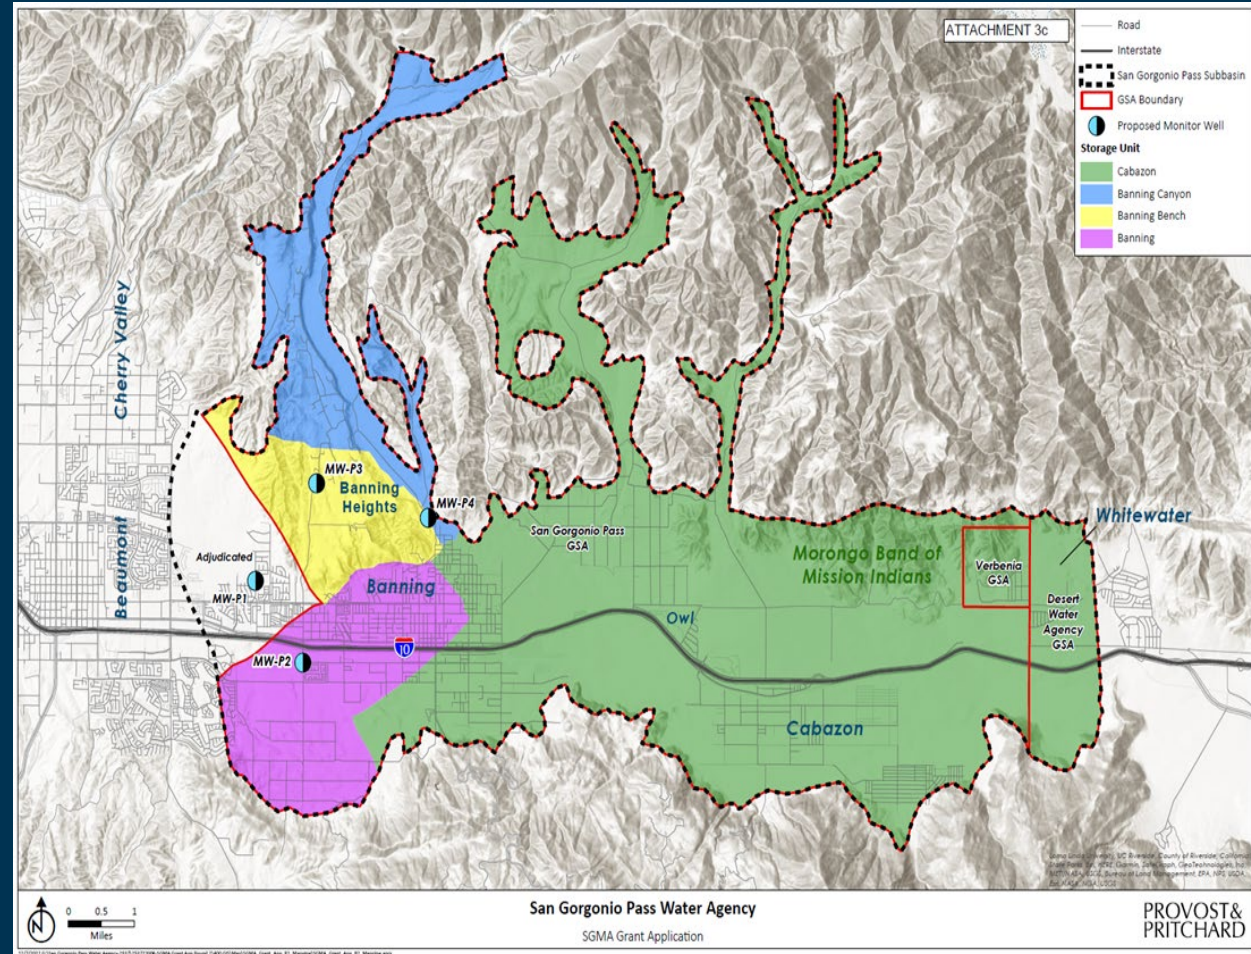 ATTACHMENT 3c
Road
Interstate
San Gorgonio Pass Subbasin
GSA Boundary
Proposed Monitor Well
Storage Unit
Cabazon
Banning Canyon
Banning Bench
Banning
Cherry Valley
Beaumont
MW-P3
Banning
Heights
MW-P4
San Gorgonio Pass
GSA
Whitewater
Morongo Band of
Mission Indians
Verbenia
GSA
Adjudicated
MW-P1
Banning
Desert
Water
Agency
GSA
Owl
10
MW-P2
Cabazon
N
0 0.5 1
Miles
San Gorgonio Pass Water Agency
SGMA Grant Application
PROVOST&
PRITCHARD